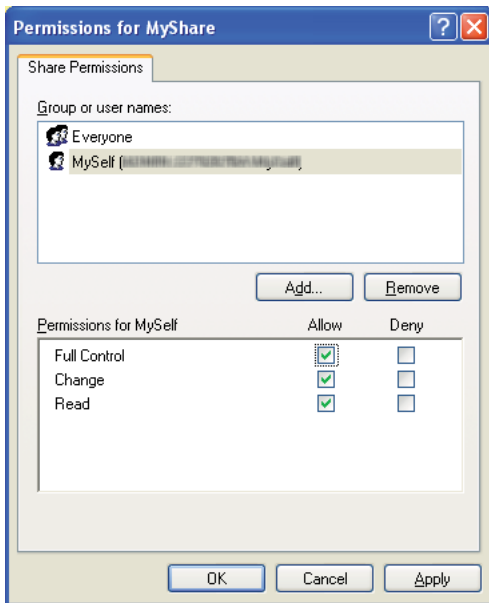 Permissions for MyShare
Share Permissions
Group or user names:
Everyone
MySelf (
Add... Remove
Permissions for MySelf Allow Deny
Full Control
Change
Read
OK Cancel Apply